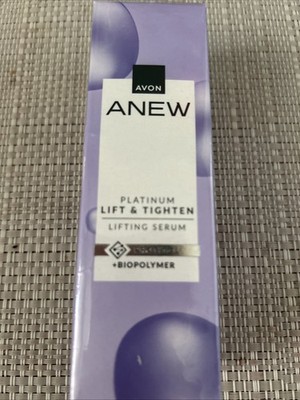 AVON
ANEW
PLATINUM
LIFT & TIGHTEN
LIFTING SERUM
+BIOPOLYMER